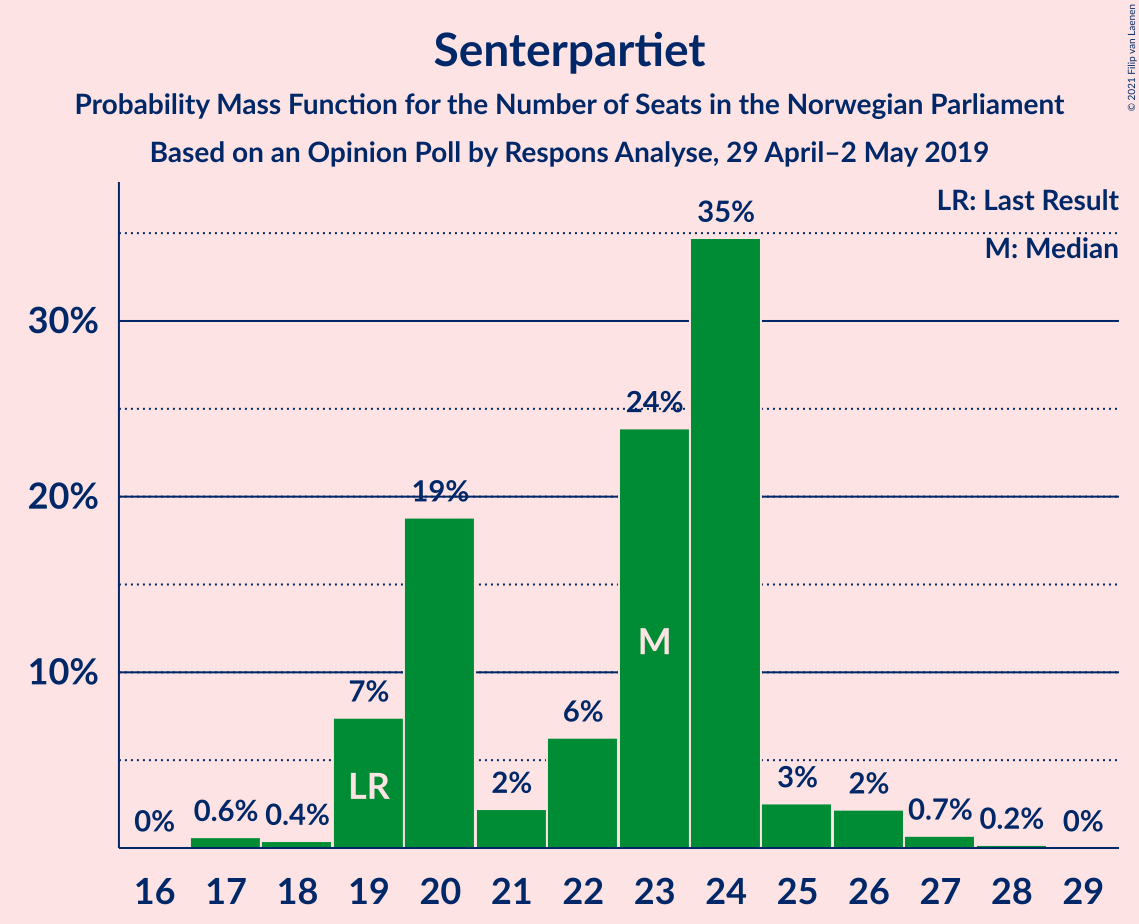 Senterpartiet
Probability Mass Function for the Number of Seats in the Norwegian Parliament
Based on an Opinion Poll by Respons Analyse, 29 April–2 May 2019
© 2021 Filip van Laenen
LR: Last Result
M: Median
35%
30%
24%
20%
19%
M
10%
7%
6%
LR
2%
3%
2%
0%
0.6%
0.4%
0.7%
0.2%
0%
16 17 18 19 20 21 22 23 24 25 26 27 28 29